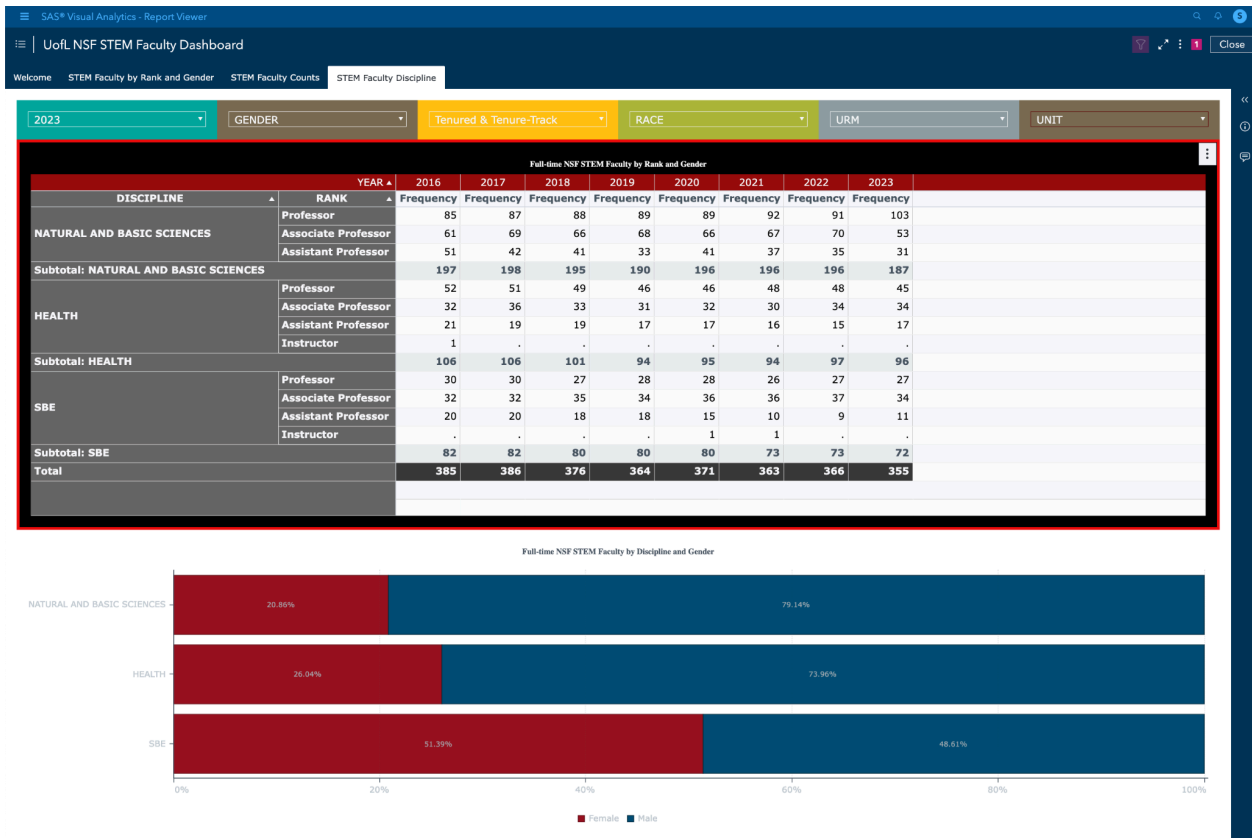 SAS® Visual Analytics - Report Viewer
S
UofL NSF STEM Faculty Dashboard
1 Close
Welcome STEM Faculty by Rank and Gender STEM Faculty Counts STEM Faculty Discipline
2023 GENDER Tenured & Tenure-Track RACE URM UNIT
Full-time NSF STEM Faculty by Rank and Gender
YEAR 2016 2017 2018 2019 2020 2021 2022 2023
DISCIPLINE RANK Frequency Frequency Frequency Frequency Frequency Frequency Frequency Frequency
Professor 85 87 88 89 89 92 91 103
NATURAL AND BASIC SCIENCES Associate Professor 61 69 66 68 66 67 70 53
Assistant Professor 51 42 41 33 41 37 35 31
Subtotal: NATURAL AND BASIC SCIENCES 197 198 195 190 196 196 196 187
Professor 52 51 49 46 46 48 48 45
HEALTH Associate Professor 32 36 33 31 32 30 34 34
Assistant Professor 21 19 19 17 17 16 15 17
Instructor 1 . . . . . . .
Subtotal: HEALTH 106 106 101 94 95 94 97 96
Professor 30 30 27 28 28 26 27 27
SBE Associate Professor 32 32 35 34 36 36 37 34
Assistant Professor 20 20 18 18 15 10 9 11
Instructor . . . . 1 1 . .
Subtotal: SBE 82 82 80 80 80 73 73 72
Total 385 386 376 364 371 363 366 355
Full-time NSF STEM Faculty by Discipline and Gender
NATURAL AND BASIC SCIENCES 20.86% 79.14%
HEALTH 26.04% 73.96%
SBE 51.39% 48.61%
0% 20% 40% 60% 80% 100%
Female Male